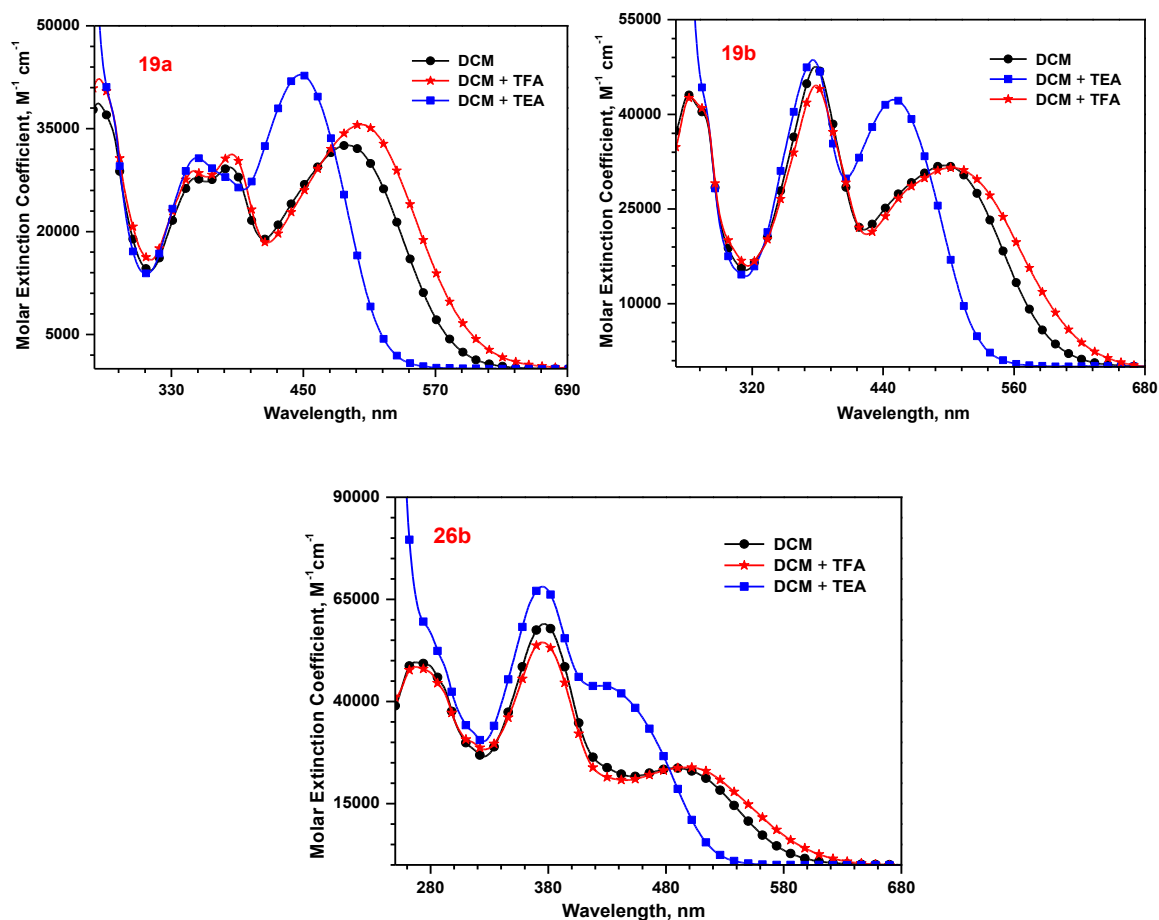 50000
35000
20000
5000
Molar Extinction Coefficient, M⁻¹ cm⁻¹
19a
DCM
DCM + TFA
DCM + TEA
330 450 570 690
Wavelength, nm
55000
40000
25000
10000
Molar Extinction Coefficient, M⁻¹ cm⁻¹
19b
DCM
DCM + TEA
DCM + TFA
320 440 560 680
Wavelength, nm
90000
65000
40000
15000
Molar Extinction Coefficient, M⁻¹cm⁻¹
26b
DCM
DCM + TFA
DCM + TEA
280 380 480 580 680
Wavelength, nm